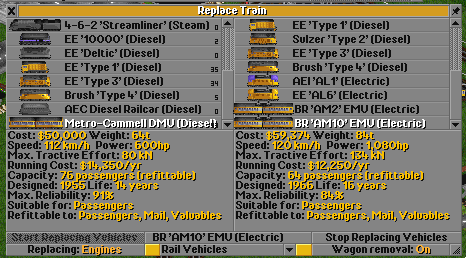 Replace Train
4-6-2 'Streamliner' (Steam) 0
EE '10000' (Diesel) 2
EE 'Deltic' (Diesel) 0
EE 'Type 1' (Diesel) 35
EE 'Type 3' (Diesel) 34
Brush 'Type 4' (Diesel) 5
AEC Diesel Railcar (Diesel) 0
Metro-Cammell DMU (Diesel)
Cost: $50,000 Weight: 64t
Speed: 112 km/h Power: 600hp
Max. Tractive Effort: 80 kN
Running Cost: $14,350/yr
Capacity: 76 passengers (refittable)
Designed: 1955 Life: 14 years
Max. Reliability: 91%
Suitable for: Passengers
Refittable to: Passengers, Mail, Valuables
EE 'Type 1' (Diesel)
Sulzer 'Type 2' (Diesel)
EE 'Type 3' (Diesel)
Brush 'Type 4' (Diesel)
AEI 'AL1' (Electric)
EE 'AL6' (Electric)
BR 'AM2' EMU (Electric)
BR 'AM10' EMU (Electric)
Cost: $59,374 Weight: 84t
Speed: 120 km/h Power: 1,080hp
Max. Tractive Effort: 134 kN
Running Cost: $12,250/yr
Capacity: 64 passengers (refittable)
Designed: 1966 Life: 16 years
Max. Reliability: 84%
Suitable for: Passengers
Refittable to: Passengers, Mail, Valuables
Start Replacing Vehicles
BR 'AM10' EMU (Electric)
Stop Replacing Vehicles
Replacing: Engines
Rail Vehicles
Wagon removal: On